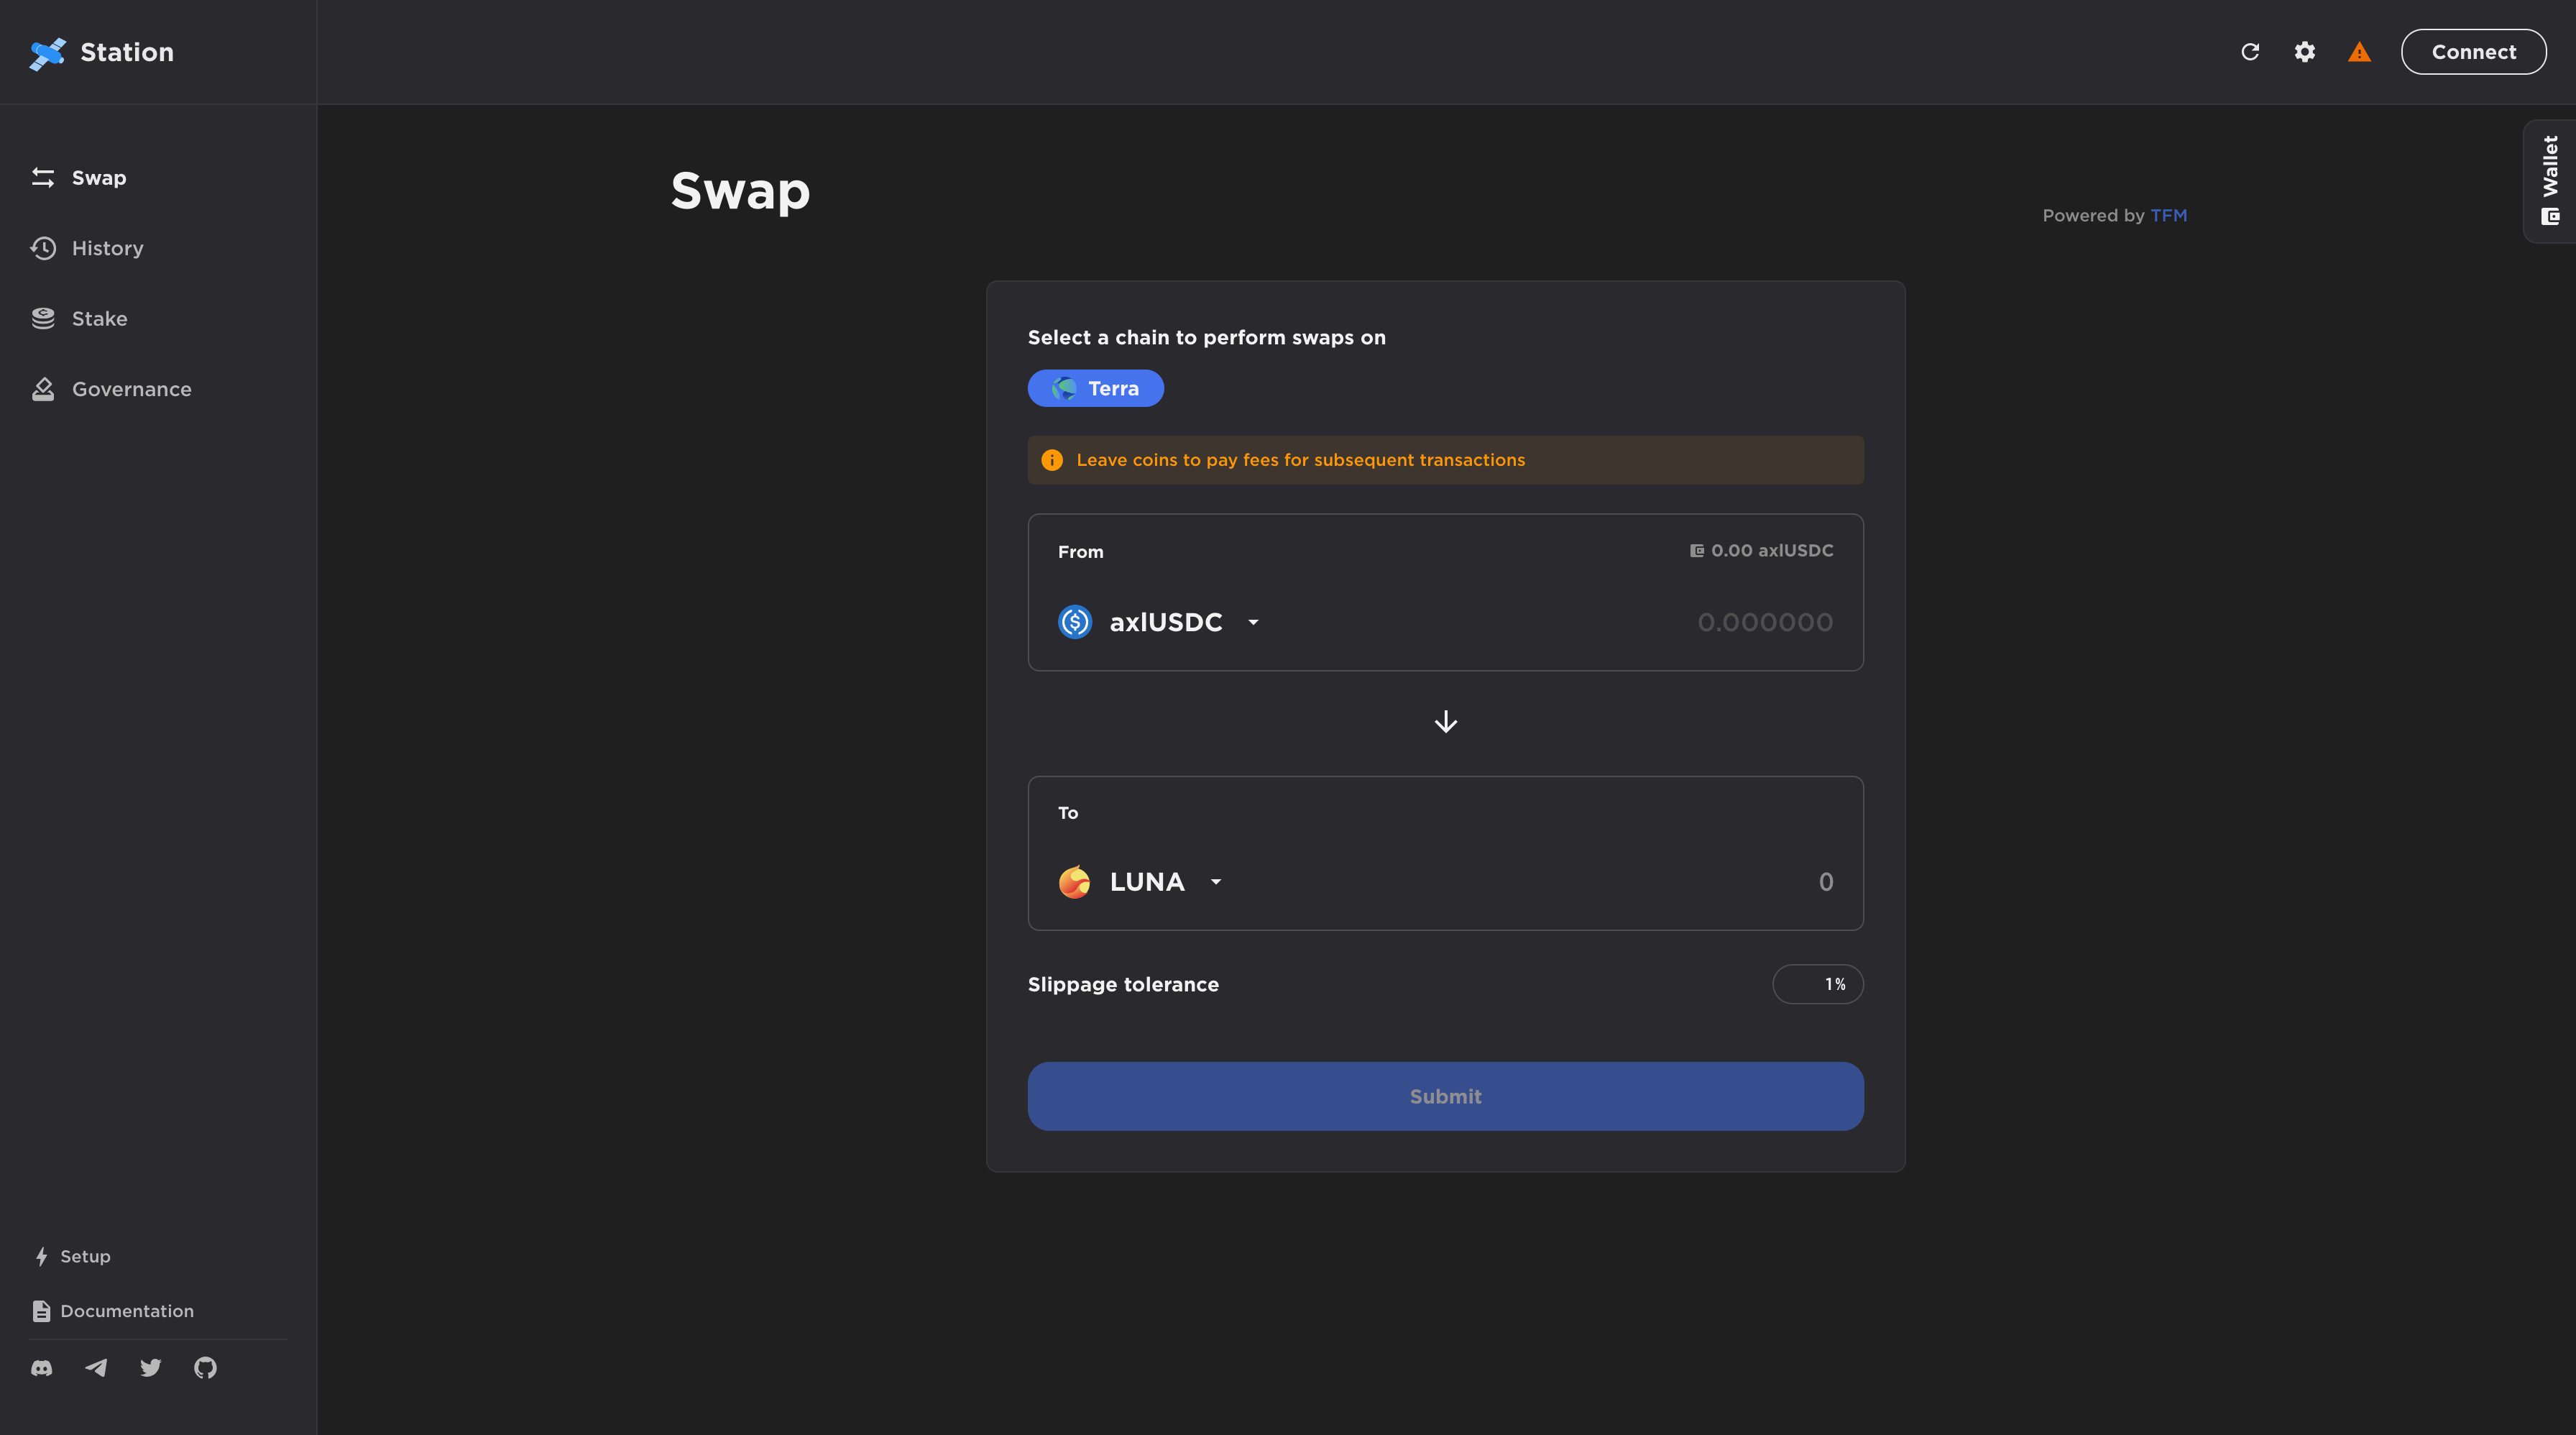 Station
Connect
Swap
History
Stake
Governance
Setup
Documentation
Swap
Powered by TFM
Wallet
Select a chain to perform swaps on
Terra
Leave coins to pay fees for subsequent transactions
From
0.00 axlUSDC
axlUSDC
0.000000
To
LUNA
0
Slippage tolerance
1%
Submit